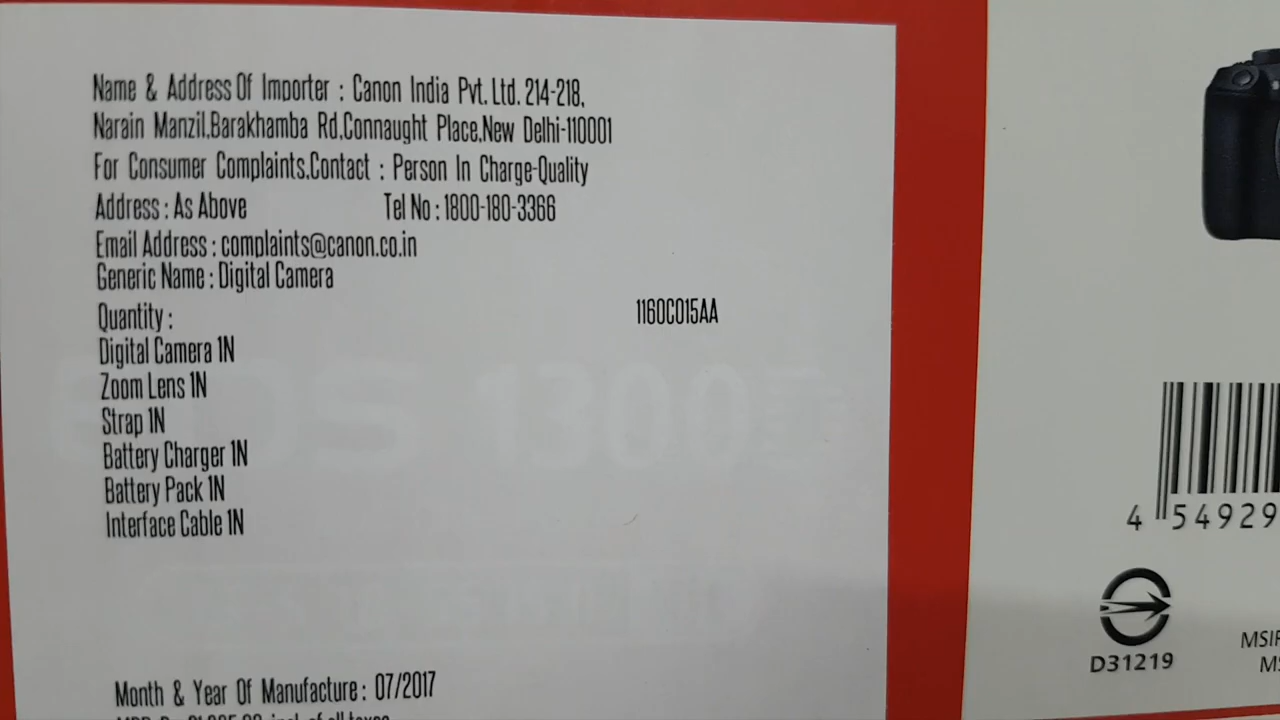 Name & Address Of Importer : Canon India Pvt. Ltd. 214-218,
Narain Manzil,Barakhamba Rd,Connaught Place,New Delhi-110001
For Consumer Complaints,Contact : Person In Charge-Quality
Address : As Above Tel No : 1800-180-3366
Email Address : complaints@canon.co.in
Generic Name : Digital Camera
Quantity :
1160C015AA
Digital Camera 1N
Zoom Lens 1N
Strap 1N
Battery Charger 1N
Battery Pack 1N
Interface Cable 1N
EOS 1300
Month & Year Of Manufacture : 07/2017
4 54929
D31219